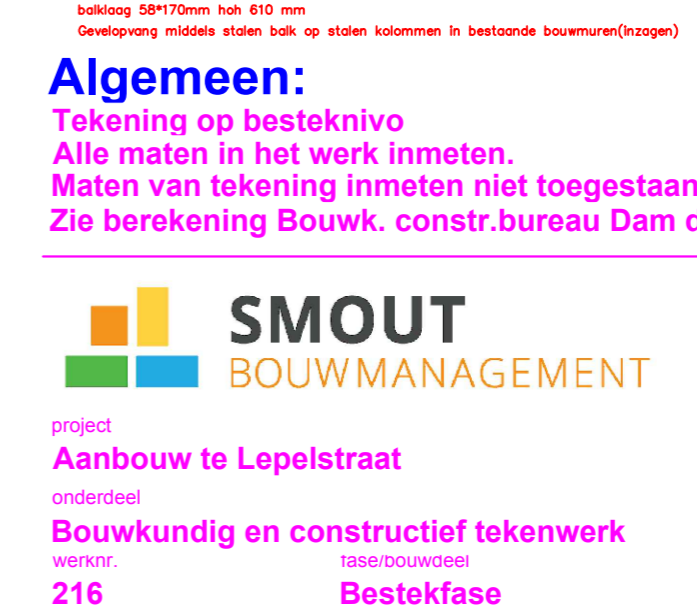 balklaag 58*170mm hoh 610 mm
Gevelopvang middels stalen balk op stalen kolommen in bestaande bouwmuren(inzagen)
Algemeen:
Tekening op besteknivo
Alle maten in het werk inmeten.
Maten van tekening inmeten niet toegestaan
Zie berekening Bouwk. constr.bureau Dam
SMOUT
BOUWMANAGEMENT
project
Aanbouw te Lepelstraat
onderdeel
Bouwkundig en constructief tekenwerk
werknr. fase/bouwdeel
216 Bestekfase